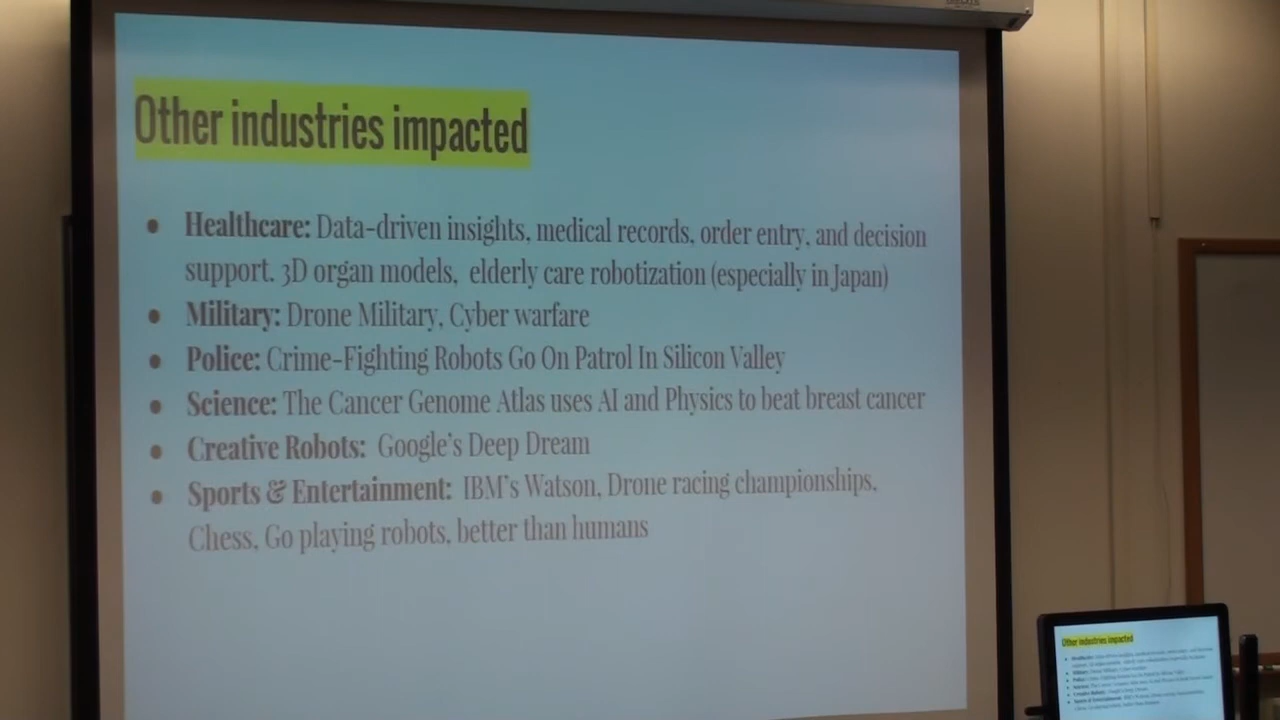 Other industries impacted
• Healthcare: Data-driven insights, medical records, order entry, and decision
support. 3D organ models, elderly care robotization (especially in Japan)
• Military: Drone Military, Cyber warfare
• Police: Crime-Fighting Robots Go On Patrol In Silicon Valley
• Science: The Cancer Genome Atlas uses AI and Physics to beat breast cancer
• Creative Robots: Google's Deep Dream
• Sports & Entertainment: IBM's Watson, Drone racing championships,
Chess, Go playing robots, better than humans
Other industries impacted